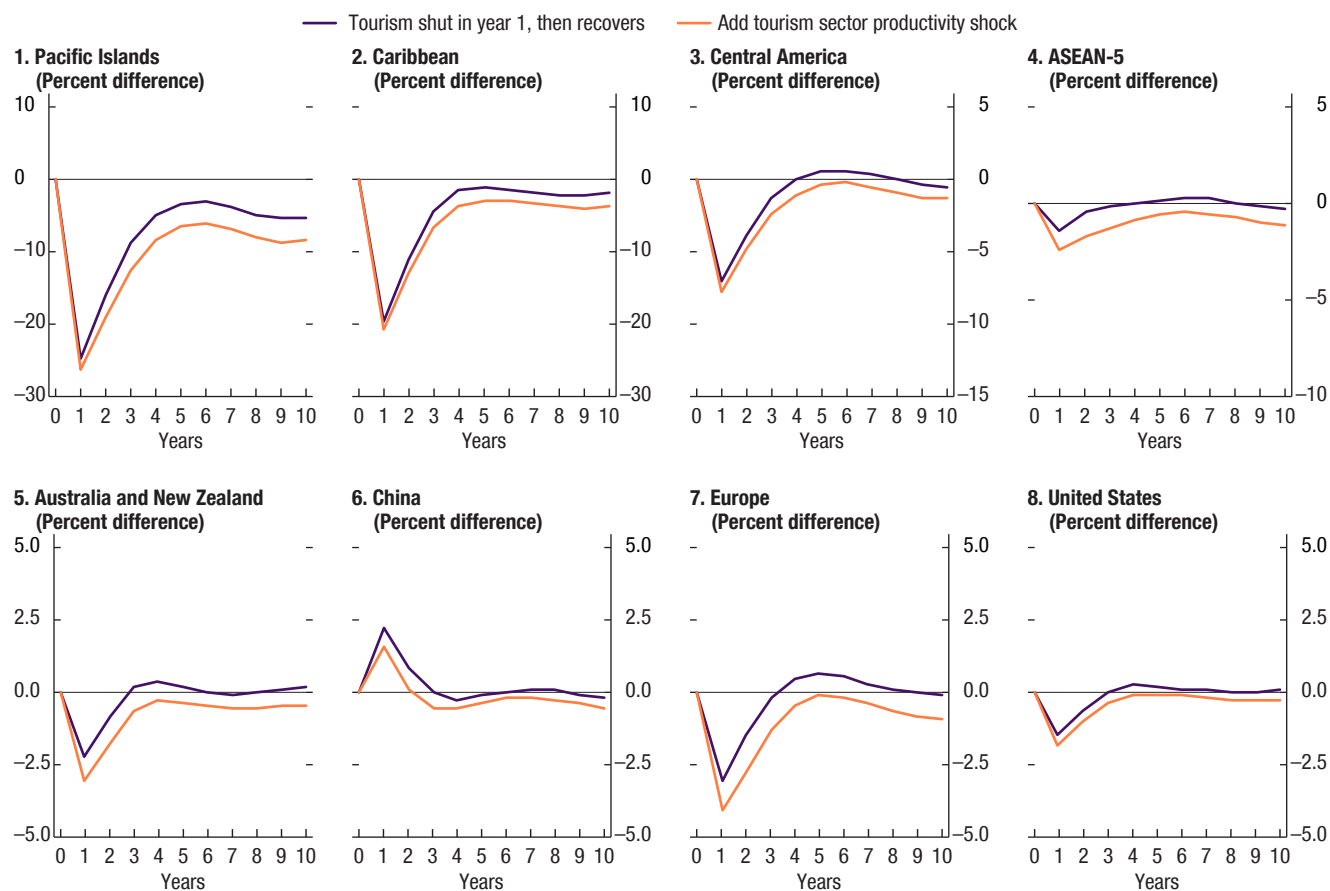 Tourism shut in year 1, then recovers Add tourism sector productivity shock
1. Pacific Islands
(Percent difference)
10
0
–10
–20
–30
0 1 2 3 4 5 6 7 8 9 10
Years
2. Caribbean
(Percent difference)
10
0
–10
–20
–30
0 1 2 3 4 5 6 7 8 9 10
Years
3. Central America
(Percent difference)
5
0
–5
–10
–15
0 1 2 3 4 5 6 7 8 9 10
Years
4. ASEAN-5
(Percent difference)
5
0
–5
–10
0 1 2 3 4 5 6 7 8 9 10
Years
5. Australia and New Zealand
(Percent difference)
5.0
2.5
0.0
–2.5
–5.0
0 1 2 3 4 5 6 7 8 9 10
Years
6. China
(Percent difference)
5.0
2.5
0.0
–2.5
–5.0
0 1 2 3 4 5 6 7 8 9 10
Years
7. Europe
(Percent difference)
5.0
2.5
0.0
–2.5
–5.0
0 1 2 3 4 5 6 7 8 9 10
Years
8. United States
(Percent difference)
5.0
2.5
0.0
–2.5
–5.0
0 1 2 3 4 5 6 7 8 9 10
Years